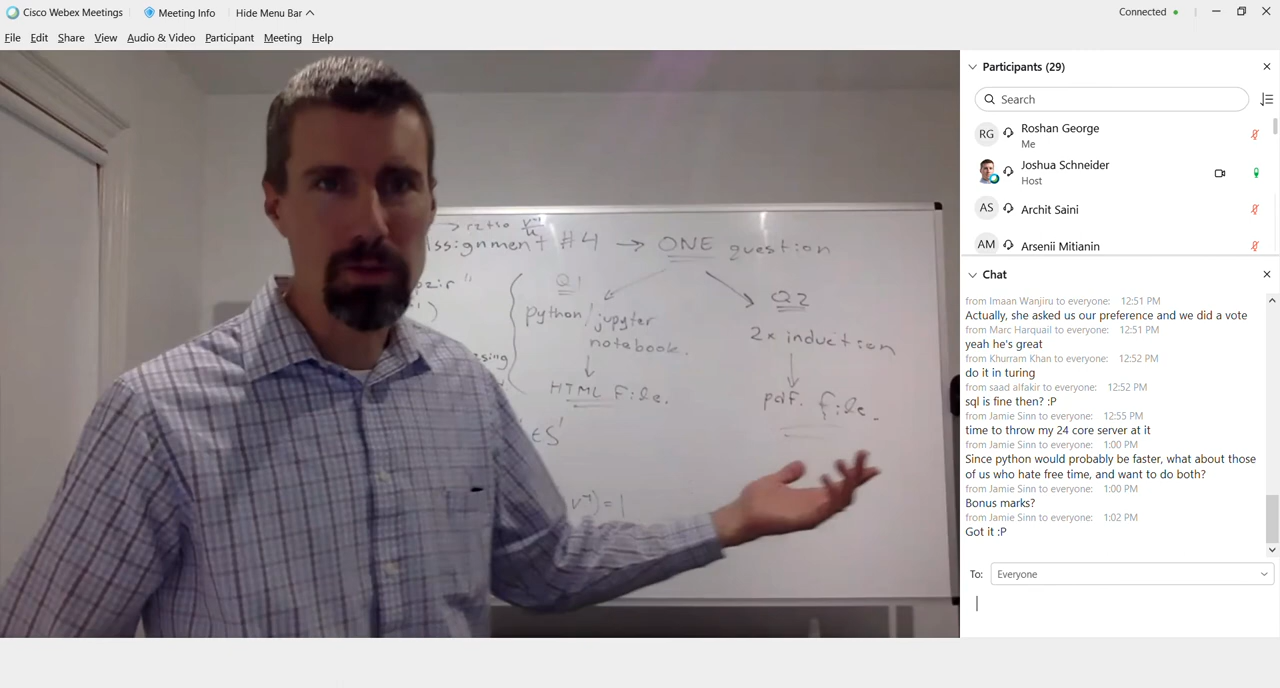 Cisco Webex Meetings
Meeting Info
Hide Menu Bar
Connected
File Edit Share View Audio & Video Participant Meeting Help
ratio v⁻¹/u
ssignment #4 → ONE question
pair"
Q1
python/jupyter
notebook.
HTML File.
Q2
2x induction
pdf. file.
ES'
v⁻¹) = 1
Participants (29)
Search
RG
Roshan George
Me
Joshua Schneider
Host
AS
Archit Saini
AM
Arsenii Mitianin
Chat
from Imaan Wanjiru to everyone: 12:51 PM
Actually, she asked us our preference and we did a vote
from Marc Harquail to everyone: 12:51 PM
yeah he's great
from Khurram Khan to everyone: 12:52 PM
do it in turing
from saad alfakir to everyone: 12:52 PM
sql is fine then? :P
from Jamie Sinn to everyone: 12:55 PM
time to throw my 24 core server at it
from Jamie Sinn to everyone: 1:00 PM
Since python would probably be faster, what about those
of us who hate free time, and want to do both?
from Jamie Sinn to everyone: 1:00 PM
Bonus marks?
from Jamie Sinn to everyone: 1:02 PM
Got it :P
To: Everyone